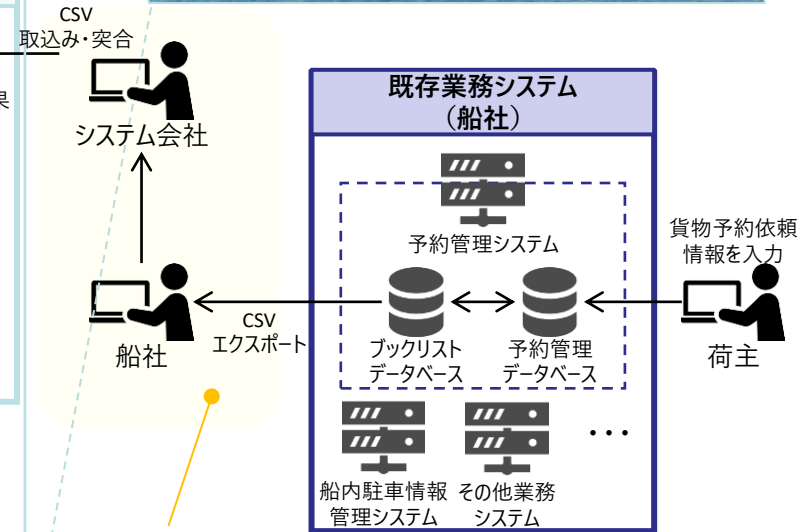 CSV
取込み・突合
果
システム会社
既存業務システム
（船社）
予約管理システム
貨物予約依頼
情報を入力
CSV
エクスポート
船社
ブックリスト
データベース
予約管理
データベース
荷主
・・・
船内駐車情報
管理システム
その他業務
システム